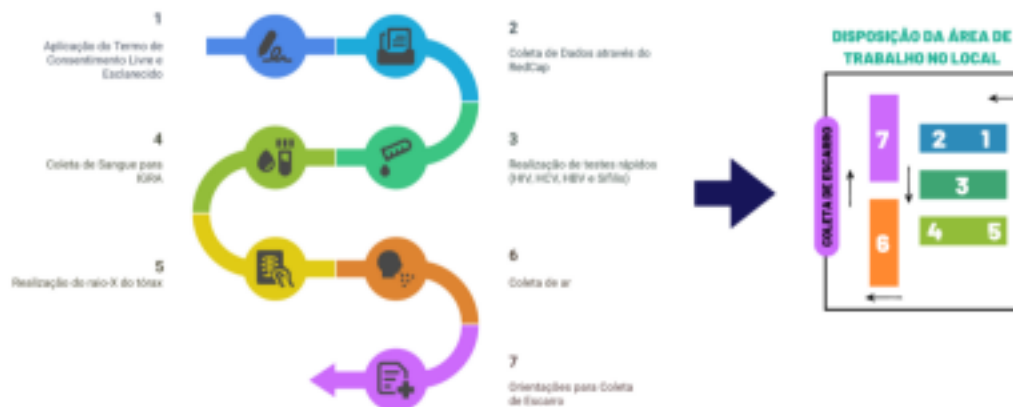 1
Aplicação do Termo de
Consentimento Livre e
Esclarecido
2
Coleta de Dados através do
RedCap
4
Coleta de Sangue para
IGRA
3
Realização de testes rápidos
(HIV, HCV, HBV e Sífilis)
5
Realização do raio-X do tórax
6
Coleta de ar
7
Orientações para Coleta
de Escarro
DISPOSIÇÃO DA ÁREA DE
TRABALHO NO LOCAL
COLETA DE ESCARRO
7
2 1
3
6
4 5